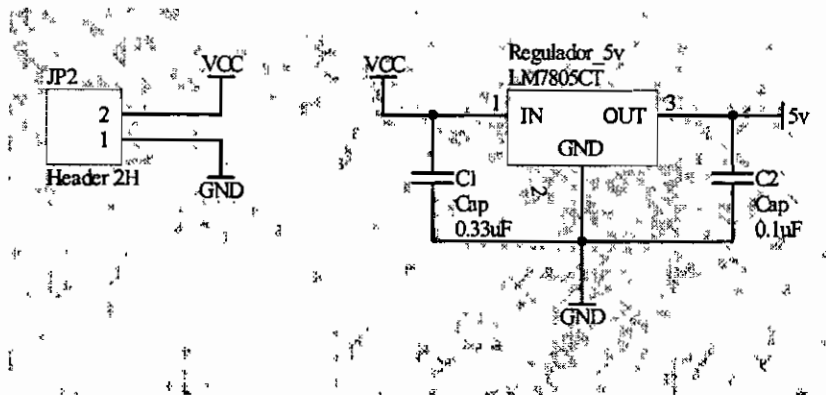 JP2
VCC
2
1
Header 2H
GND
VCC
Regulador_5v
LM7805CT
1
IN
OUT
3
5v
GND
2
C1
Cap
0.33uF
C2
Cap
0.1uF
GND